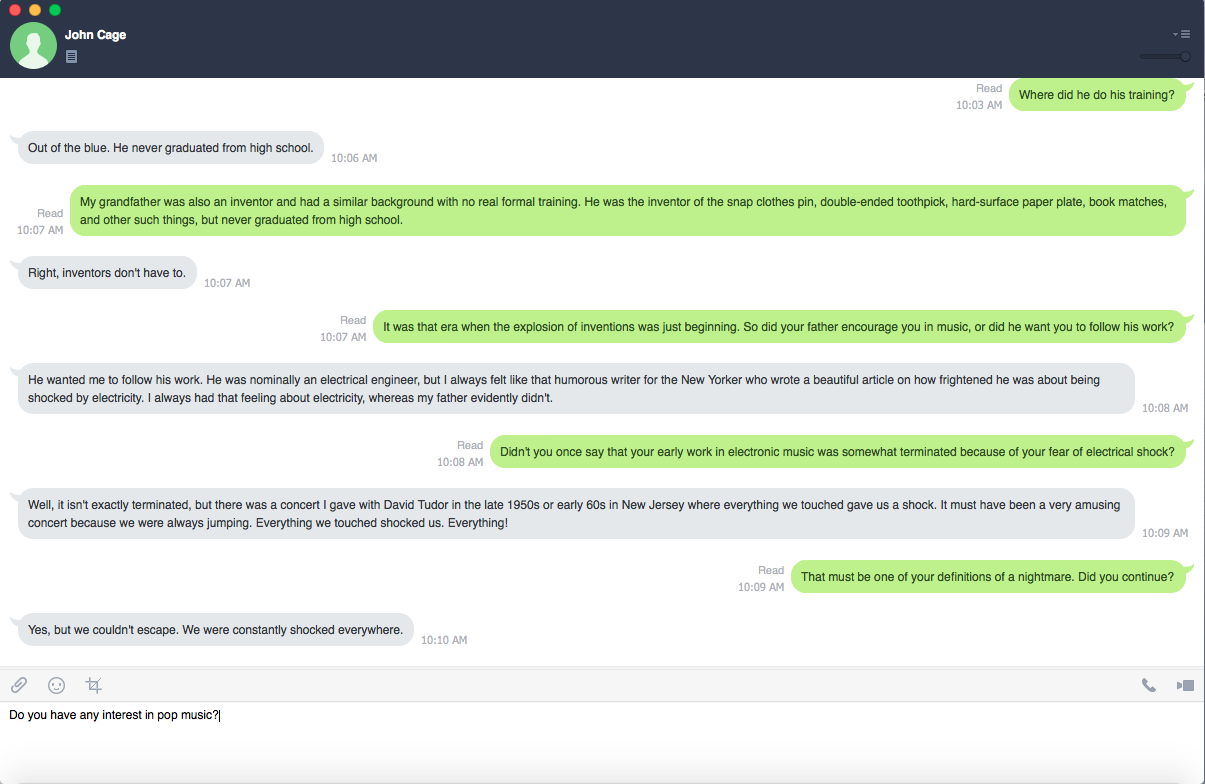 John Cage
Read
10:03 AM
Where did he do his training?
Out of the blue. He never graduated from high school.
10:06 AM
Read
10:07 AM
My grandfather was also an inventor and had a similar background with no real formal training. He was the inventor of the snap clothes pin, double-ended toothpick, hard-surface paper plate, book matches,
and other such things, but never graduated from high school.
Right, inventors don't have to.
10:07 AM
Read
10:07 AM
It was that era when the explosion of inventions was just beginning. So did your father encourage you in music, or did he want you to follow his work?
He wanted me to follow his work. He was nominally an electrical engineer, but I always felt like that humorous writer for the New Yorker who wrote a beautiful article on how frightened he was about being
shocked by electricity. I always had that feeling about electricity, whereas my father evidently didn't.
10:08 AM
Read
10:08 AM
Didn't you once say that your early work in electronic music was somewhat terminated because of your fear of electrical shock?
Well, it isn't exactly terminated, but there was a concert I gave with David Tudor in the late 1950s or early 60s in New Jersey where everything we touched gave us a shock. It must have been a very amusing
concert because we were always jumping. Everything we touched shocked us. Everything!
10:09 AM
Read
10:09 AM
That must be one of your definitions of a nightmare. Did you continue?
Yes, but we couldn't escape. We were constantly shocked everywhere.
10:10 AM
Do you have any interest in pop music?